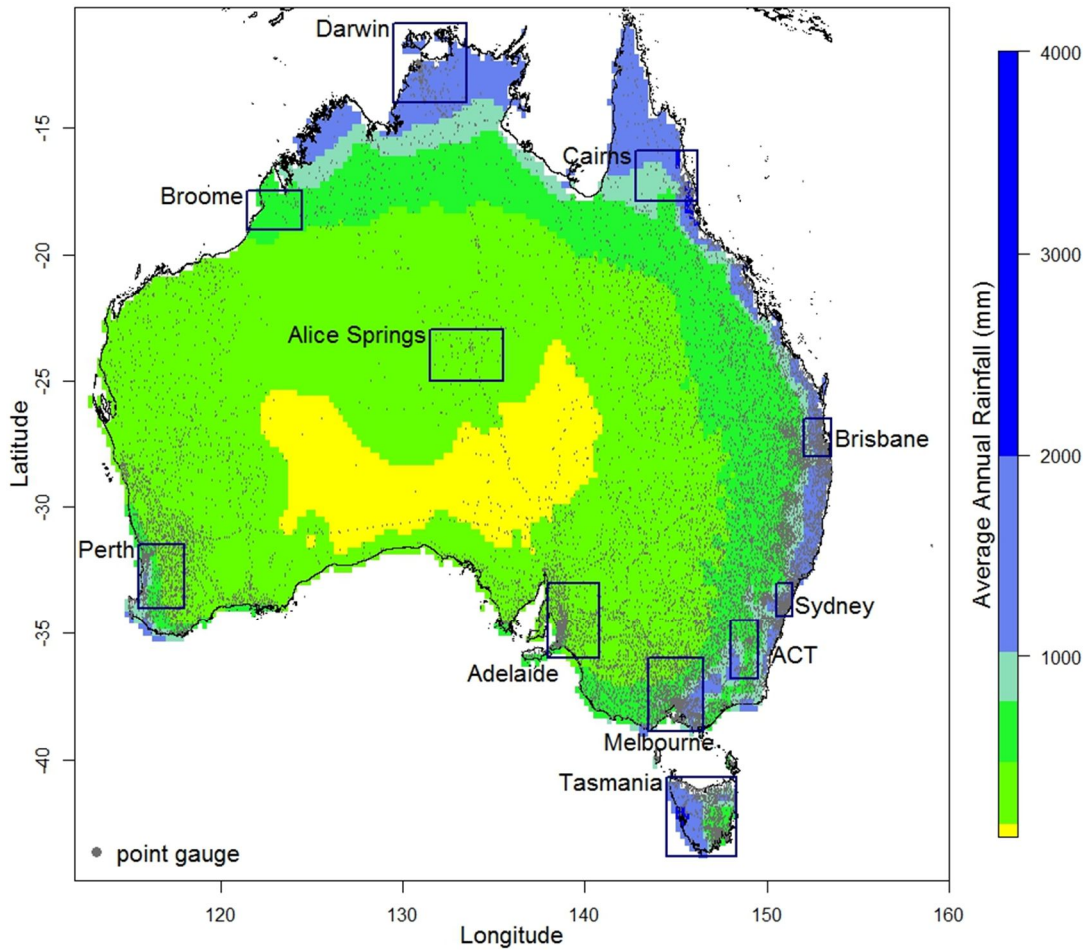 Darwin
4000
-15
Cairns
Broome
3000
-20
Alice Springs
-25
Average Annual Rainfall (mm)
Latitude
Brisbane
2000
-30
Perth
Sydney
-35
ACT
1000
Adelaide
Melbourne
-40
Tasmania
point gauge
120
130
140
150
160
Longitude